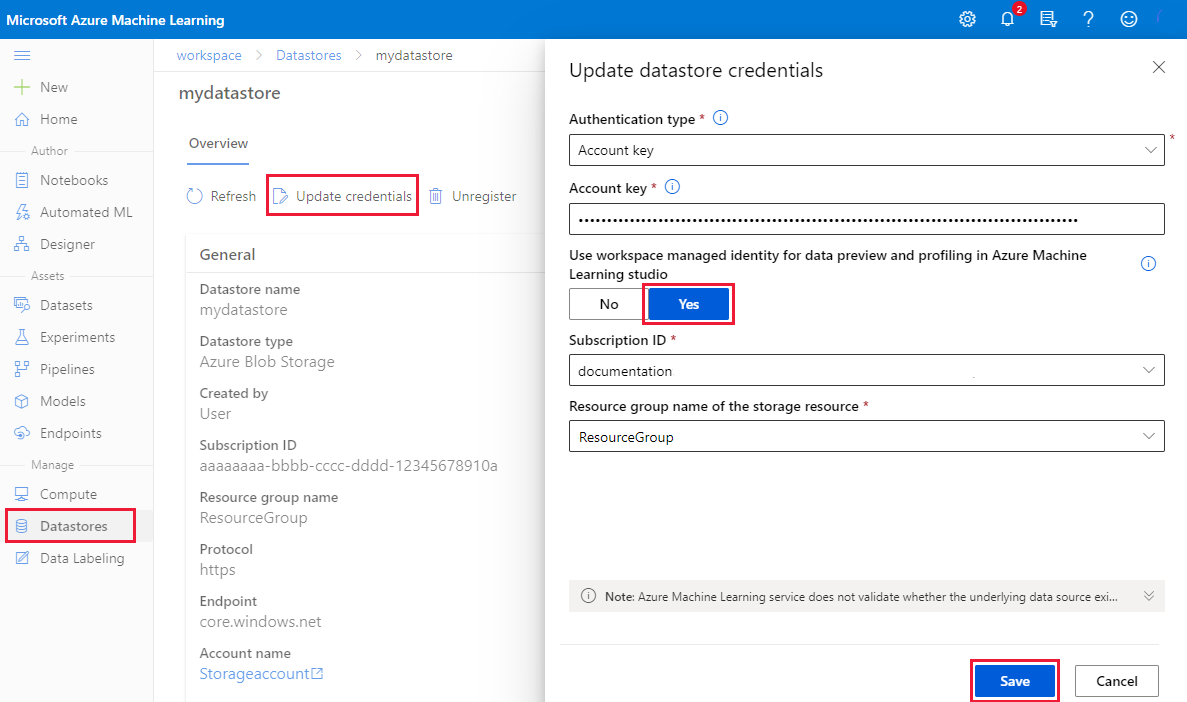 Microsoft Azure Machine Learning
2
New
Home
Author
Notebooks
Automated ML
Designer
Assets
Datasets
Experiments
Pipelines
Models
Endpoints
Manage
Compute
Datastores
Data Labeling
workspace > Datastores > mydatastore
mydatastore
Overview
Refresh Update credentials Unregister
General
Datastore name
mydatastore
Datastore type
Azure Blob Storage
Created by
User
Subscription ID
aaaaaaaa-bbbb-cccc-dddd-12345678910a
Resource group name
ResourceGroup
Protocol
https
Endpoint
core.windows.net
Account name
Storageaccount
Update datastore credentials
Authentication type *
Account key *
Account key *
Use workspace managed identity for data preview and profiling in Azure Machine
Learning studio
No Yes
Subscription ID *
documentation
Resource group name of the storage resource *
ResourceGroup
Note: Azure Machine Learning service does not validate whether the underlying data source exi...
Save Cancel